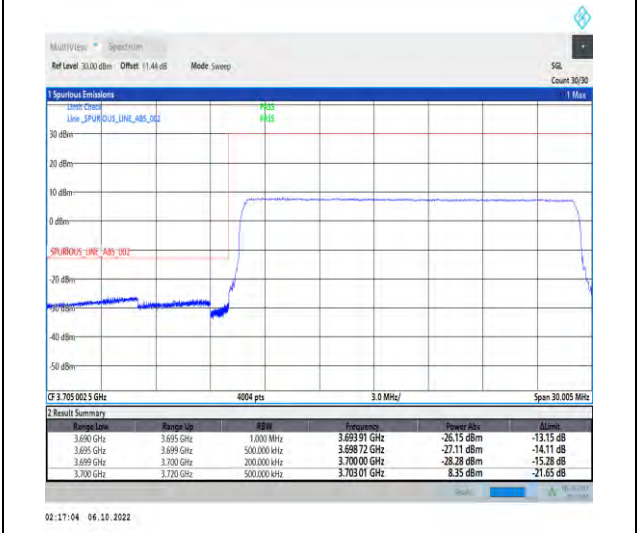 MultiView Spectrum
Ref Level 30.00 dBm Offset 11.44 dB Mode Sweep SGL
Count 30/30
1 Spurious Emissions 1 Max
Limit Check PASS
Line _SPURIOUS_LINE_ABS_002 PASS
30 dBm
20 dBm
10 dBm
0 dBm
SPURIOUS_LINE_ABS_002
-20 dBm
-30 dBm
-40 dBm
-50 dBm
CF 3.705 002 5 GHz 4004 pts 3.0 MHz/ Span 30.005 MHz
2 Result Summary
Range Low Range Up RBW Frequency Power Abs ΔLimit
3.690 GHz 3.695 GHz 1.000 MHz 3.693 91 GHz -26.15 dBm -13.15 dB
3.695 GHz 3.699 GHz 500.000 kHz 3.698 72 GHz -27.11 dBm -14.11 dB
3.699 GHz 3.700 GHz 200.000 kHz 3.700 00 GHz -28.28 dBm -15.28 dB
3.700 GHz 3.720 GHz 500.000 kHz 3.703 01 GHz 8.35 dBm -21.65 dB
02:17:04 06.10.2022